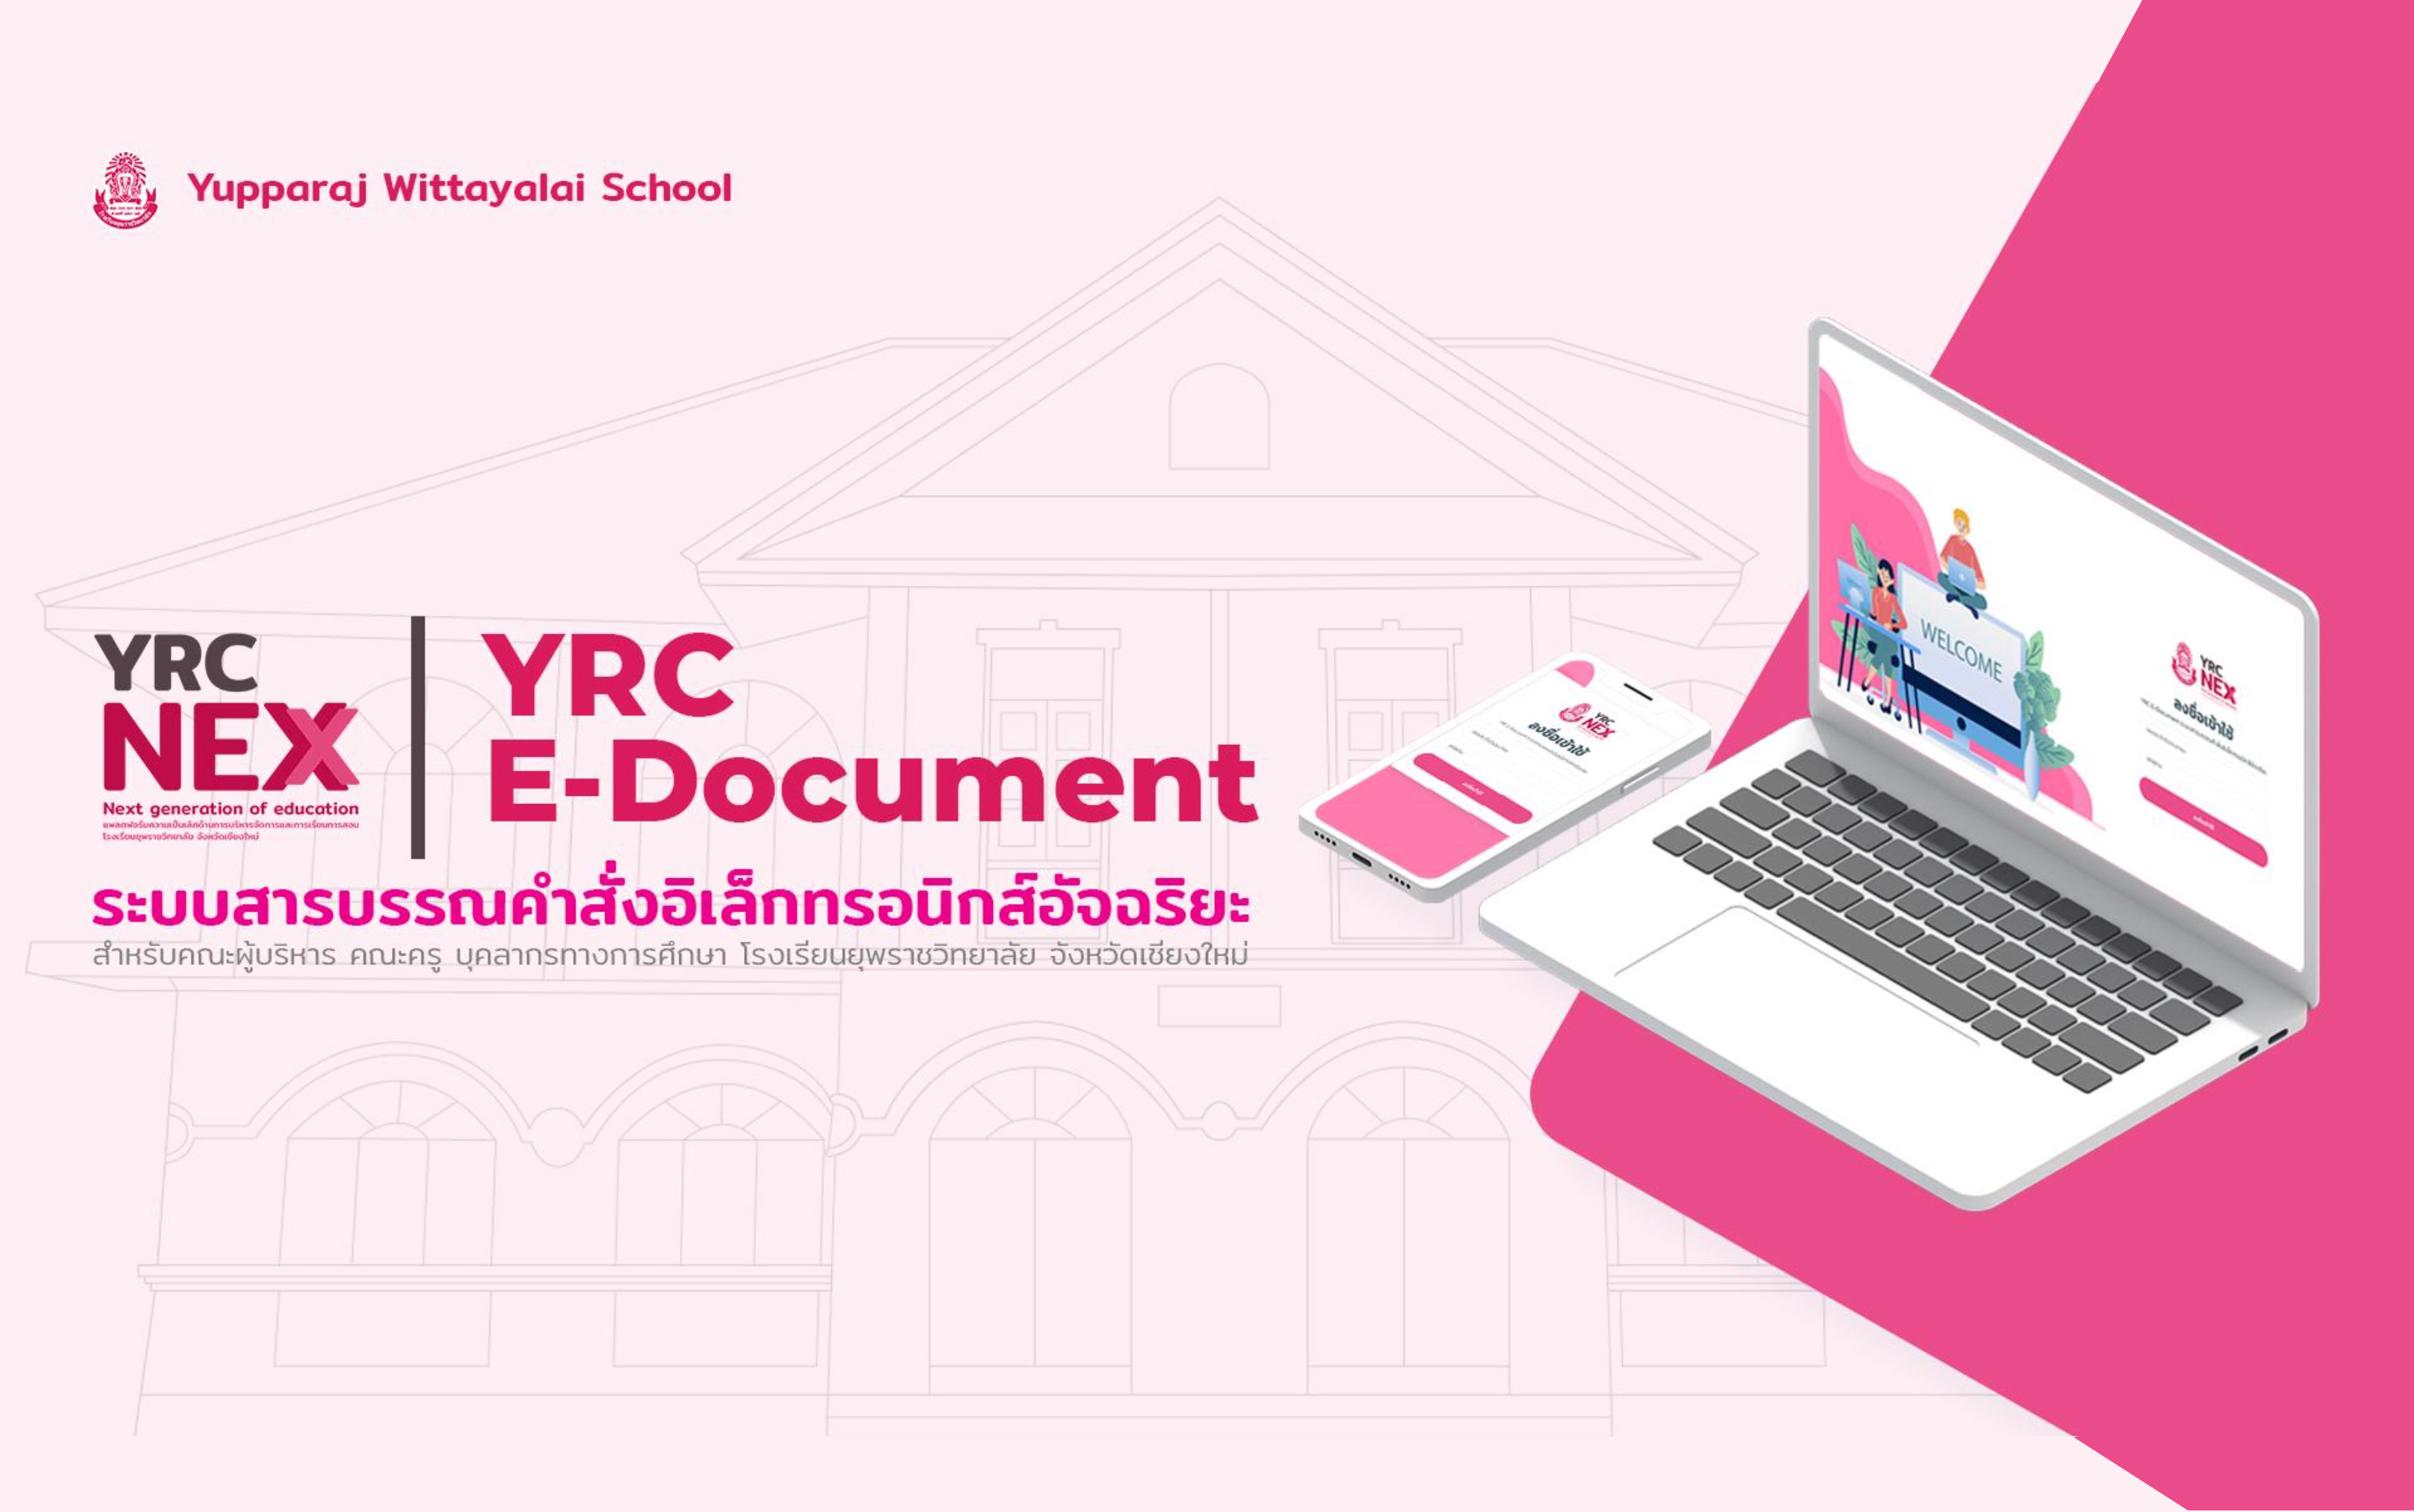 Yupparaj Wittayalai School
YRC
NEX
Next generation of education
แพลตฟอร์มความเป็นเลิศด้านการบริหารจัดการและการเรียนการสอน
โรงเรียนยุพราชวิทยาลัย จังหวัดเชียงใหม่
YRC
E-Document
ระบบสารบรรณคำสั่งอิเล็กทรอนิกส์อัจฉริยะ
สำหรับคณะผู้บริหาร คณะครู บุคลากรทางการศึกษา โรงเรียนยุพราชวิทยาลัย จังหวัดเชียงใหม่
YRC
NEX
ลงชื่อเข้าใช้
WELCOME
YRC
NEX
ลงชื่อเข้าใช้